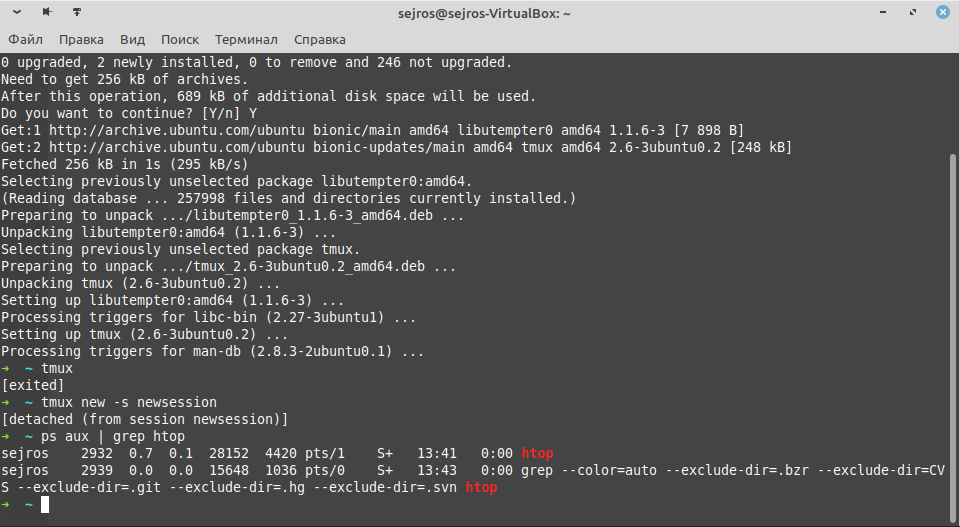 sejros@sejros-VirtualBox: ~
Файл Правка Вид Поиск Терминал Справка
0 upgraded, 2 newly installed, 0 to remove and 246 not upgraded.
Need to get 256 kB of archives.
After this operation, 689 kB of additional disk space will be used.
Do you want to continue? [Y/n] Y
Get:1 http://archive.ubuntu.com/ubuntu bionic/main amd64 libutempter0 amd64 1.1.6-3 [7 898 B]
Get:2 http://archive.ubuntu.com/ubuntu bionic-updates/main amd64 tmux amd64 2.6-3ubuntu0.2 [248 kB]
Fetched 256 kB in 1s (295 kB/s)
Selecting previously unselected package libutempter0:amd64.
(Reading database ... 257998 files and directories currently installed.)
Preparing to unpack .../libutempter0_1.1.6-3_amd64.deb ...
Unpacking libutempter0:amd64 (1.1.6-3) ...
Selecting previously unselected package tmux.
Preparing to unpack .../tmux_2.6-3ubuntu0.2_amd64.deb ...
Unpacking tmux (2.6-3ubuntu0.2) ...
Setting up libutempter0:amd64 (1.1.6-3) ...
Processing triggers for libc-bin (2.27-3ubuntu1) ...
Setting up tmux (2.6-3ubuntu0.2) ...
Processing triggers for man-db (2.8.3-2ubuntu0.1) ...
➜  ~ tmux
[exited]
➜  ~ tmux new -s newsession
[detached (from session newsession)]
➜  ~ ps aux | grep htop
sejros    2932  0.7  0.1  28152  4420 pts/1    S+   13:41   0:00 htop
sejros    2939  0.0  0.0  15648  1036 pts/0    S+   13:43   0:00 grep --color=auto --exclude-dir=.bzr --exclude-dir=CV
S --exclude-dir=.git --exclude-dir=.hg --exclude-dir=.svn htop
➜  ~